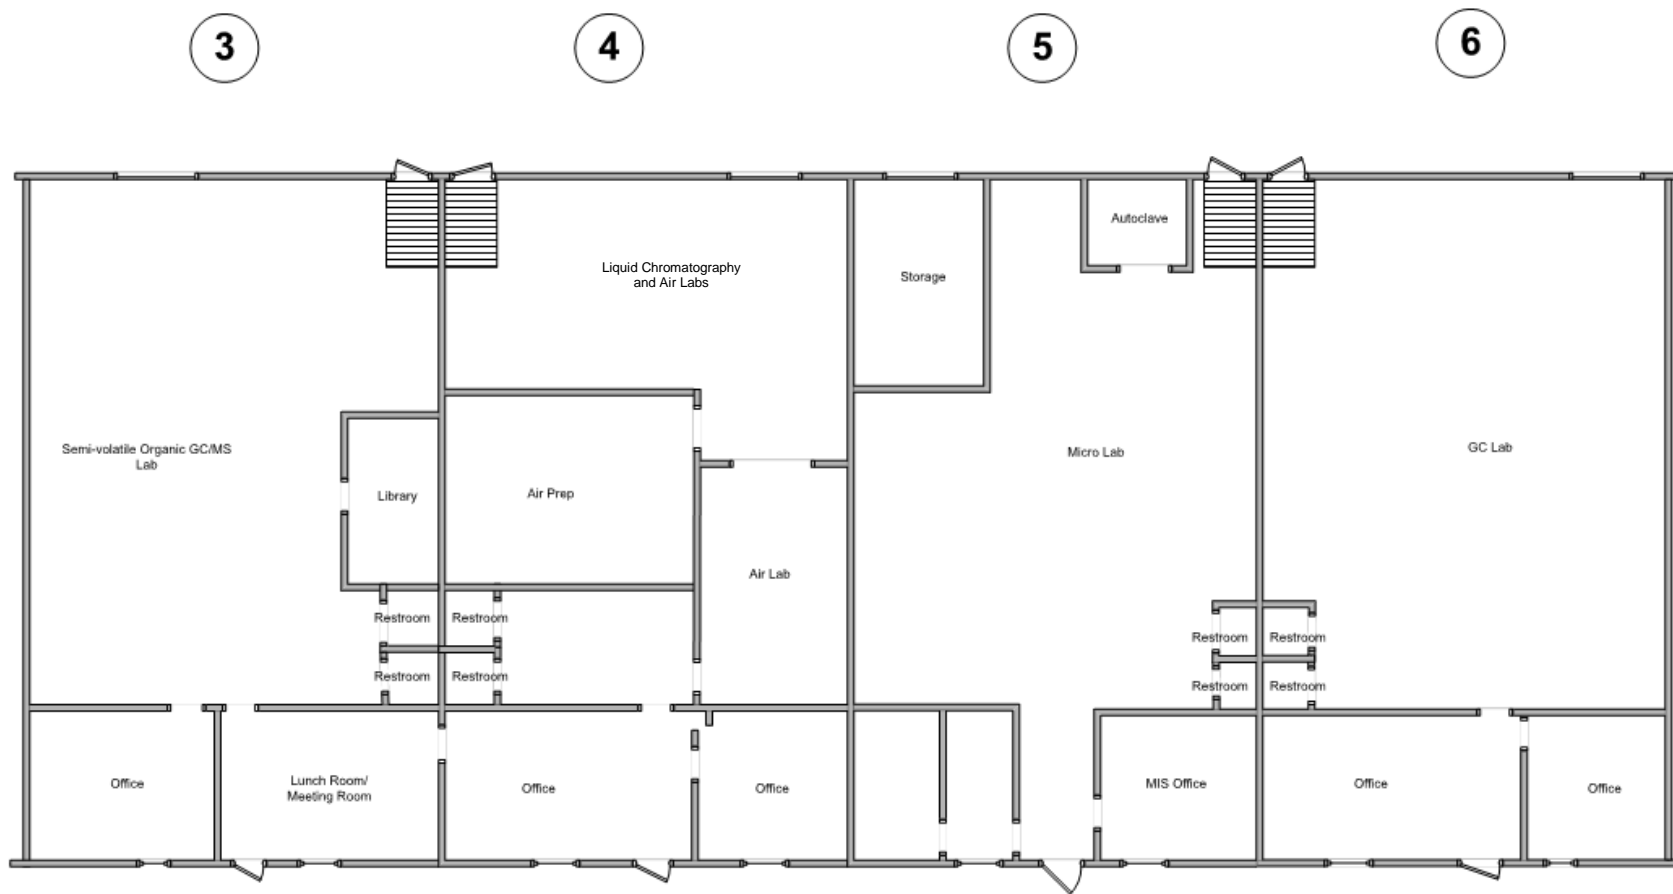 3
4
5
6
Autoclave
Liquid Chromatography
and Air Labs
Storage
Semi-volatile Organic GC/MS
Lab
Micro Lab
GC Lab
Library
Air Prep
Air Lab
Restroom
Restroom
Restroom
Restroom
Restroom
Restroom
Restroom
Restroom
Office
Lunch Room/
Meeting Room
Office
Office
MIS Office
Office
Office